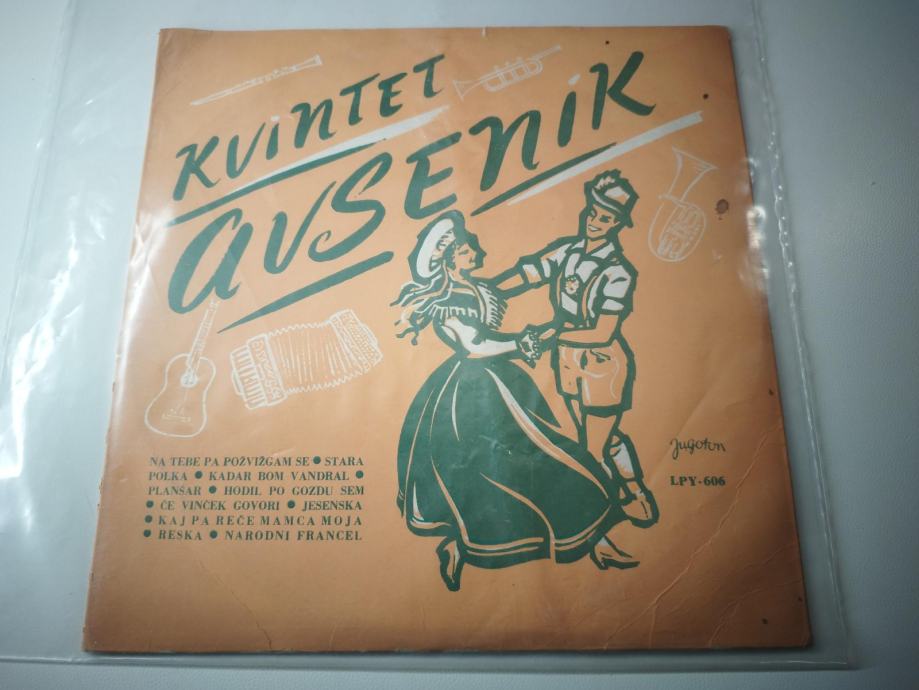 KViNTET
AVSENiK
NA TEBE PA POŽVIŽGAM SE ● STARA
POLKA ● KADAR BOM VANDRAL ●
PLANŠAR ● HODIL PO GOZDU SEM
● ČE VINČEK GOVORI ● JESENSKA
● KAJ PA REČE MAMCA MOJA
● RESKA ● NARODNI FRANCEL
Jugoton
LPY-606